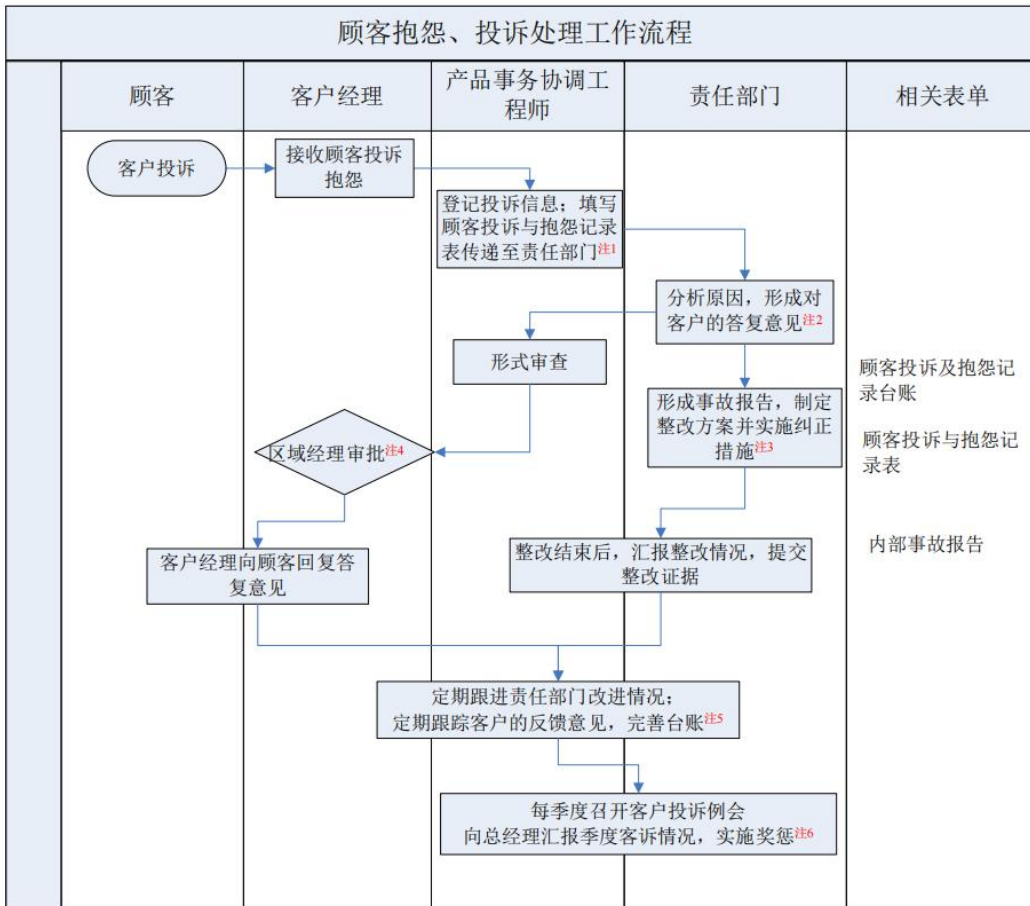 顾客抱怨、投诉处理工作流程
顾客
客户经理
产品事务协调工
程师
责任部门
相关表单
客户投诉
接收顾客投诉
抱怨
登记投诉信息；填写
顾客投诉与抱怨记录
表传递至责任部门注1
分析原因，形成对
客户的答复意见注2
形式审查
顾客投诉及抱怨记
录台账
形成事故报告，制定
整改方案并实施纠正
措施注3
区域经理审批注4
顾客投诉与抱怨记
录表
整改结束后，汇报整改情况，提交
整改证据
内部事故报告
客户经理向顾客回复答
复意见
定期跟进责任部门改进情况；
定期跟踪客户的反馈意见，完善台账注5
每季度召开客户投诉例会
向总经理汇报季度客诉情况，实施奖惩注6